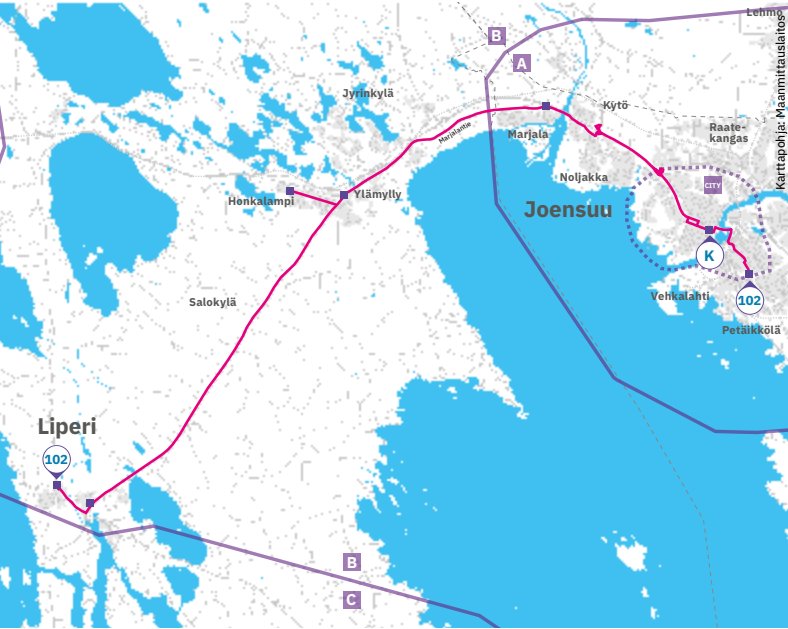 Lehmo
B
A
Jyrinkylä
Kytö
Marjalantie
Marjala
Raate-
kangas
Noljakka
CITY
Honkalampi
Ylämylly
Joensuu
K
Salokylä
Vehkalahti
102
Petäikkölä
Liperi
102
B
C
Karttapohja: Maanmittauslaitos